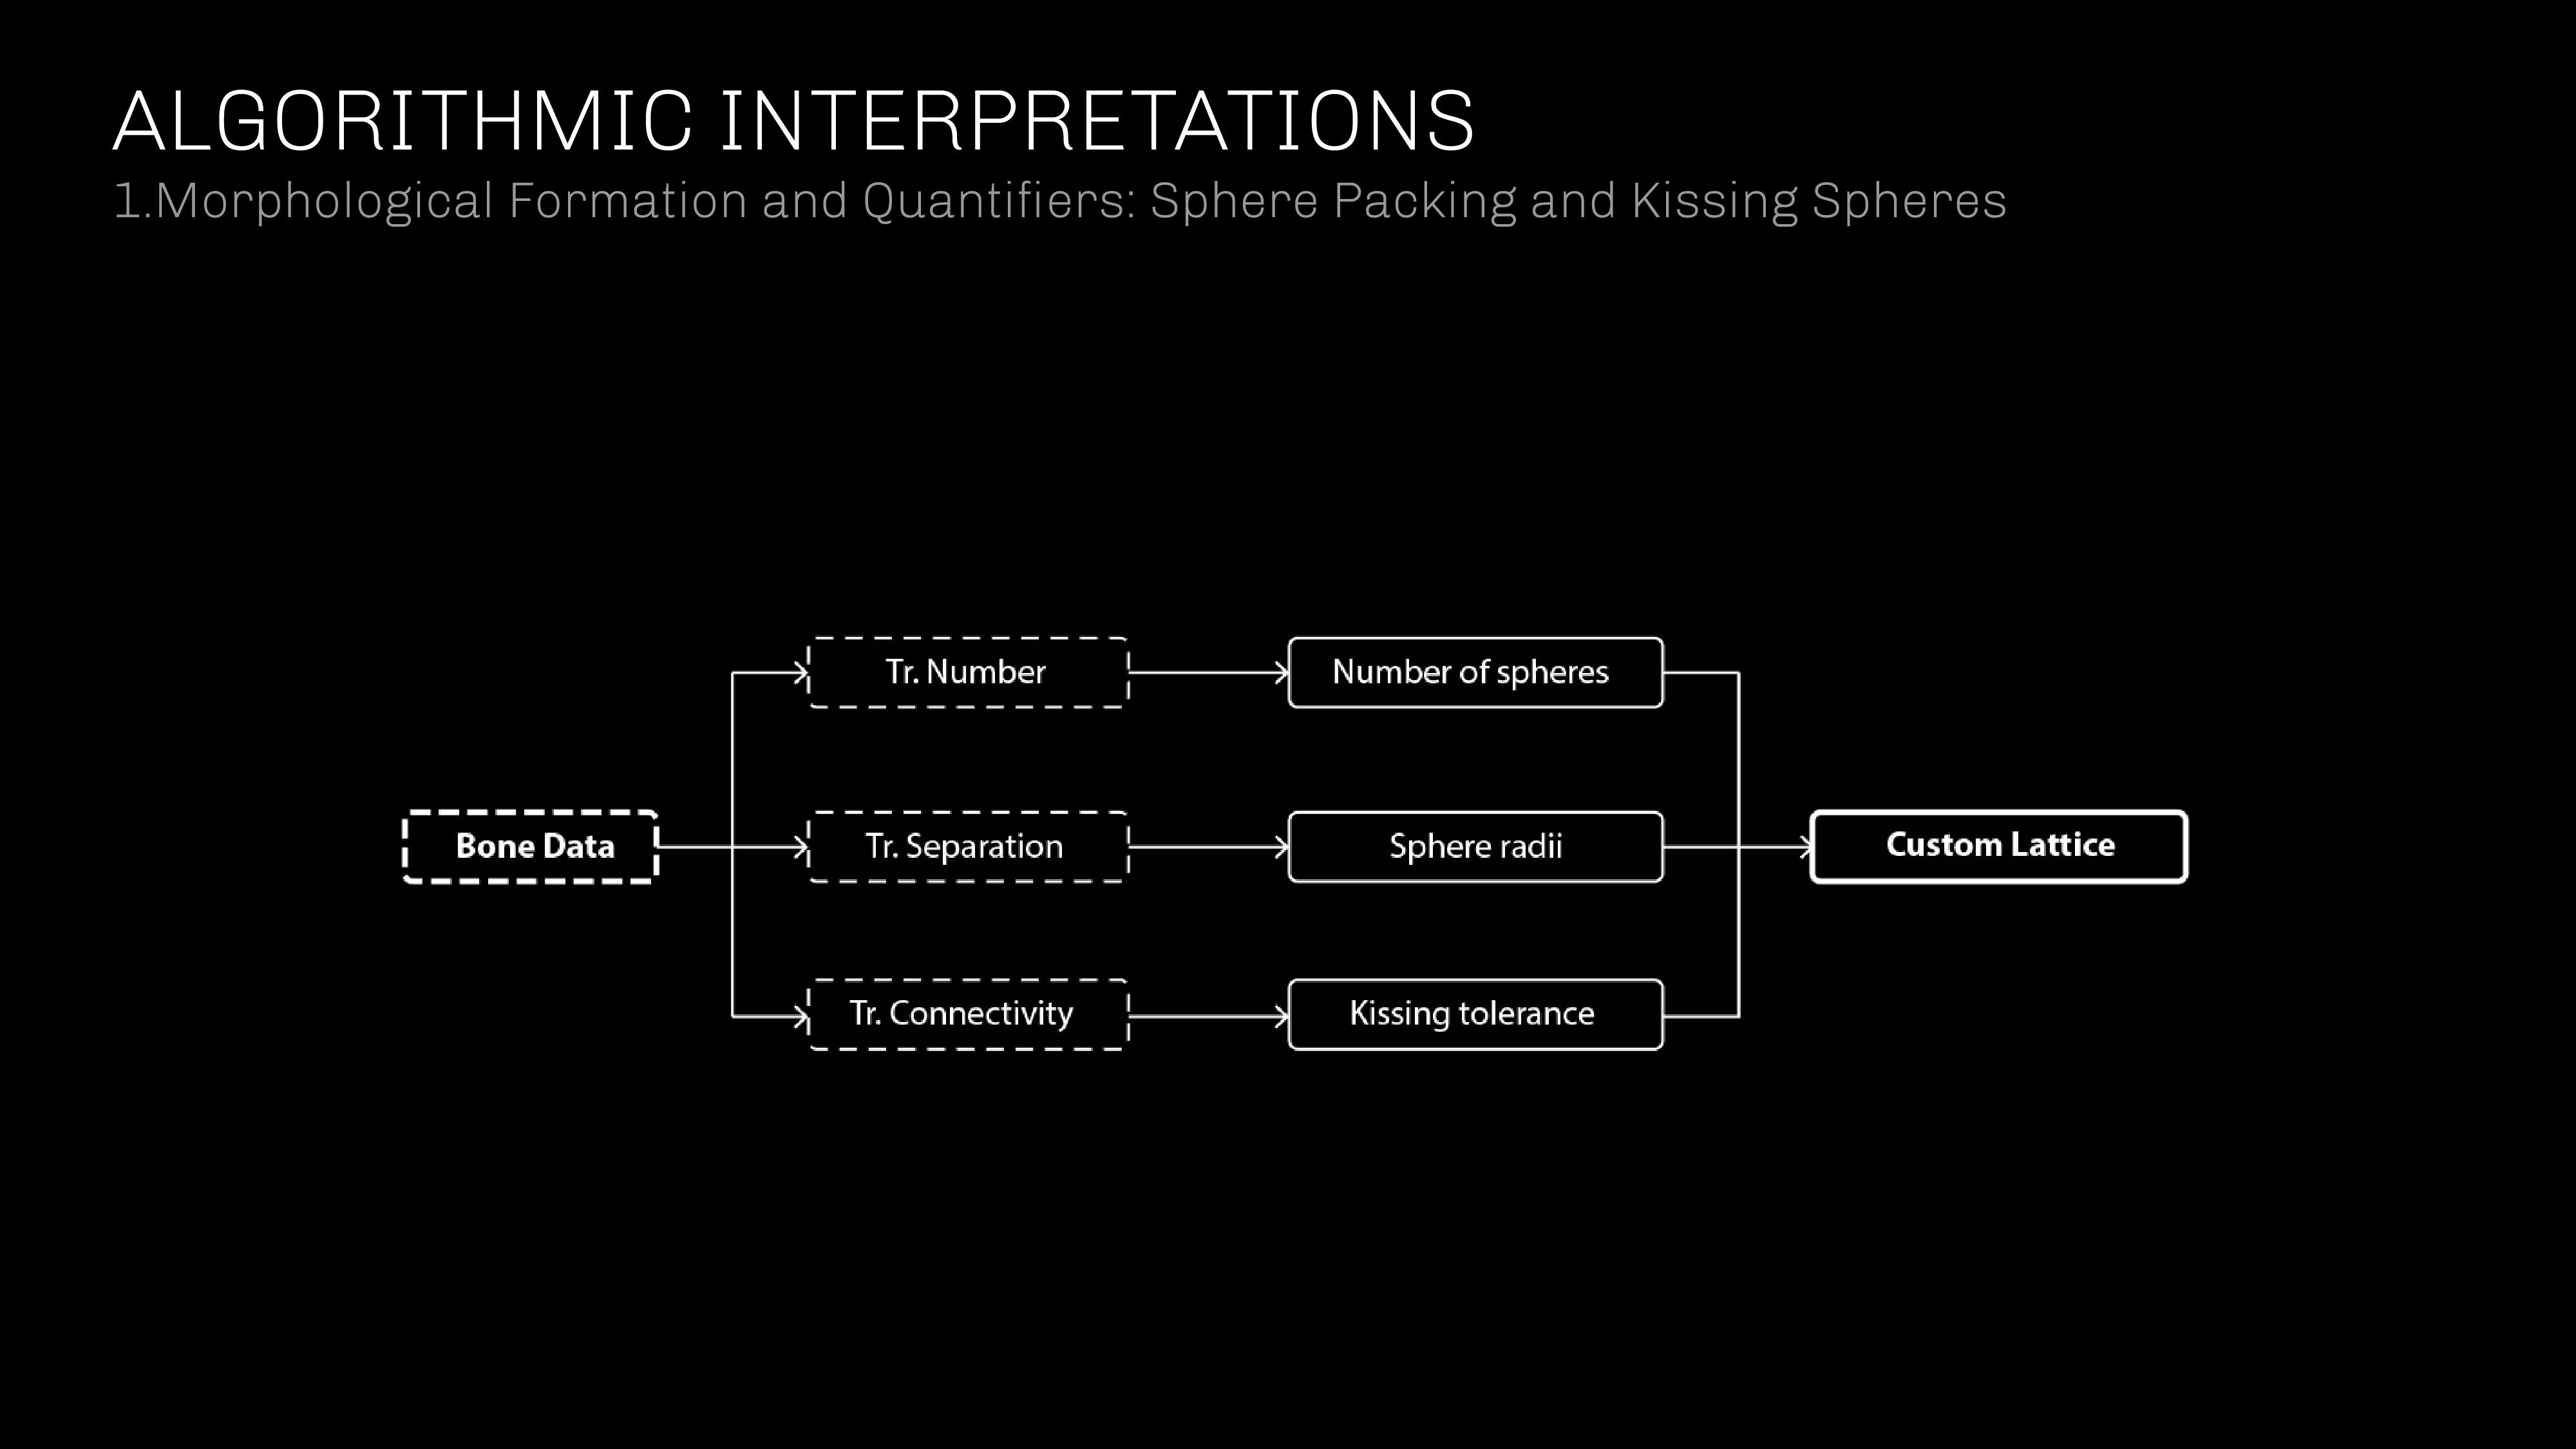 ALGORITHMIC INTERPRETATIONS
1.Morphological Formation and Quantifiers: Sphere Packing and Kissing Spheres
Tr. Number
Number of spheres
Bone Data
Tr. Separation
Sphere radii
Custom Lattice
Tr. Connectivity
Kissing tolerance